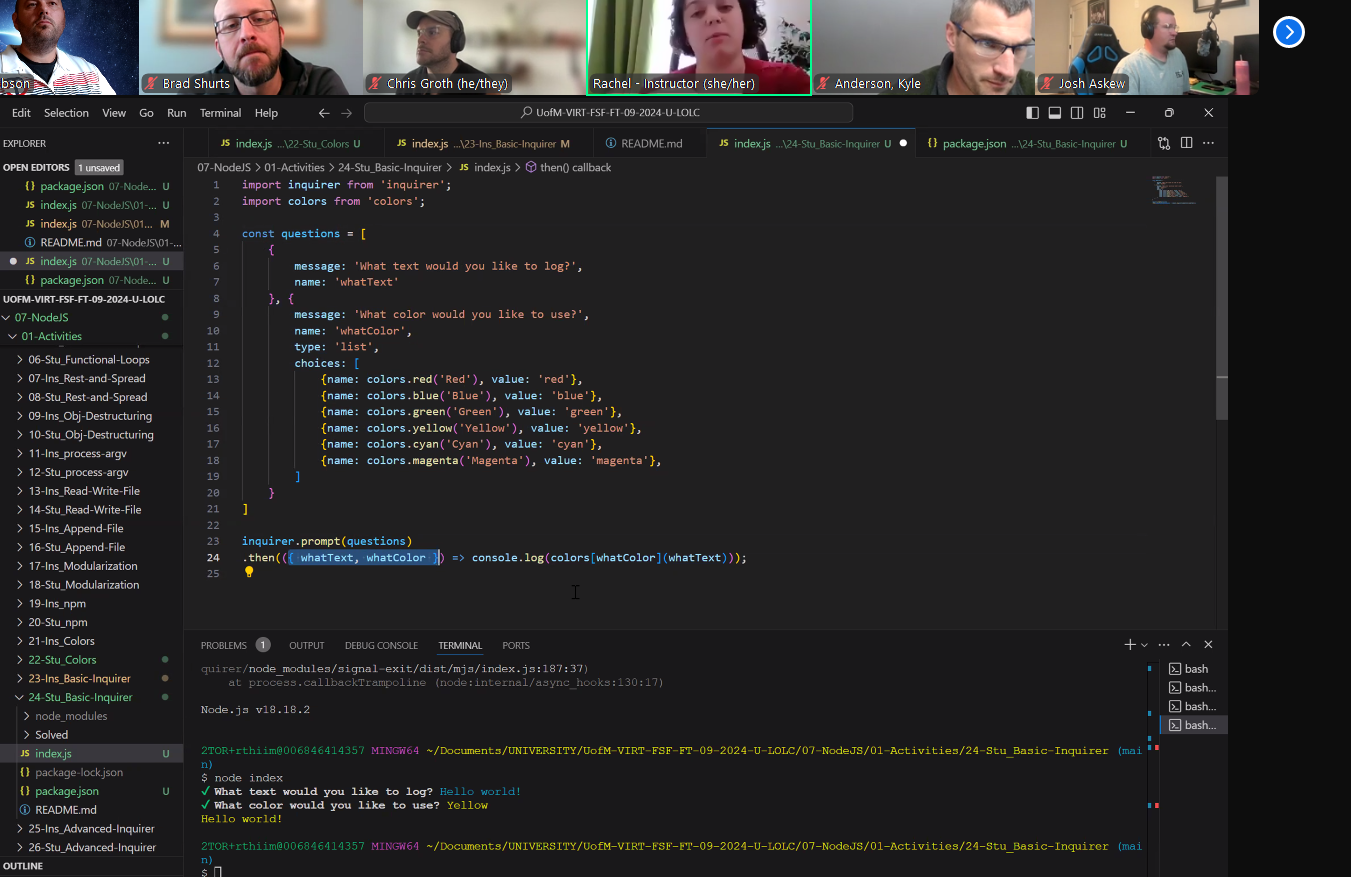 bson
Brad Shurts
Chris Groth (he/they)
Rachel - Instructor (she/her)
Anderson, Kyle
Josh Askew
Edit Selection View Go Run Terminal Help
UofM-VIRT-FSF-FT-09-2024-U-LOLC
EXPLORER
OPEN EDITORS 1 unsaved
package.json 07-Node... U
index.js 07-NodeJS\01-... U
index.js 07-NodeJS\01... M
README.md 07-NodeJS\01-...
index.js 07-NodeJS\01-... U
package.json 07-Node... U
UOFM-VIRT-FSF-FT-09-2024-U-LOLC
07-NodeJS
01-Activities
06-Stu_Functional-Loops
07-Ins_Rest-and-Spread
08-Stu_Rest-and-Spread
09-Ins_Obj-Destructuring
10-Stu_Obj-Destructuring
11-Ins_process-argv
12-Stu_process-argv
13-Ins_Read-Write-File
14-Stu_Read-Write-File
15-Ins_Append-File
16-Stu_Append-File
17-Ins_Modularization
18-Stu_Modularization
19-Ins_npm
20-Stu_npm
21-Ins_Colors
22-Stu_Colors
23-Ins_Basic-Inquirer
24-Stu_Basic-Inquirer
node_modules
Solved
JS index.js U
{} package-lock.json
{} package.json U
README.md
25-Ins_Advanced-Inquirer
26-Stu_Advanced-Inquirer
OUTLINE
JS index.js ...\22-Stu_Colors U
JS index.js ...\23-Ins_Basic-Inquirer M
README.md
JS index.js ...\24-Stu_Basic-Inquirer U
{} package.json ...\24-Stu_Basic-Inquirer U
07-NodeJS > 01-Activities > 24-Stu_Basic-Inquirer > JS index.js > then() callback
1 import inquirer from 'inquirer';
2 import colors from 'colors';
3
4 const questions = [
5 {
6 message: 'What text would you like to log?',
7 name: 'whatText'
8 }, {
9 message: 'What color would you like to use?',
10 name: 'whatColor',
11 type: 'list',
12 choices: [
13 {name: colors.red('Red'), value: 'red'},
14 {name: colors.blue('Blue'), value: 'blue'},
15 {name: colors.green('Green'), value: 'green'},
16 {name: colors.yellow('Yellow'), value: 'yellow'},
17 {name: colors.cyan('Cyan'), value: 'cyan'},
18 {name: colors.magenta('Magenta'), value: 'magenta'},
19 ]
20 }
21 ]
22
23 inquirer.prompt(questions)
24 .then(({ whatText, whatColor }) => console.log(colors[whatColor](whatText)));
25
PROBLEMS 1 OUTPUT DEBUG CONSOLE TERMINAL PORTS
quirer/node_modules/signal-exit/dist/mjs/index.js:187:37)
at process.callbackTrampoline (node:internal/async_hooks:130:17)
Node.js v18.18.2
2TOR+rthiim@006846414357 MINGW64 ~/Documents/UNIVERSITY/UofM-VIRT-FSF-FT-09-2024-U-LOLC/07-NodeJS/01-Activities/24-Stu_Basic-Inquirer (mai
n)
$ node index
✓ What text would you like to log? Hello world!
✓ What color would you like to use? Yellow
Hello world!
2TOR+rthiim@006846414357 MINGW64 ~/Documents/UNIVERSITY/UofM-VIRT-FSF-FT-09-2024-U-LOLC/07-NodeJS/01-Activities/24-Stu_Basic-Inquirer (mai
n)
$
bash
bash...
bash...
bash...